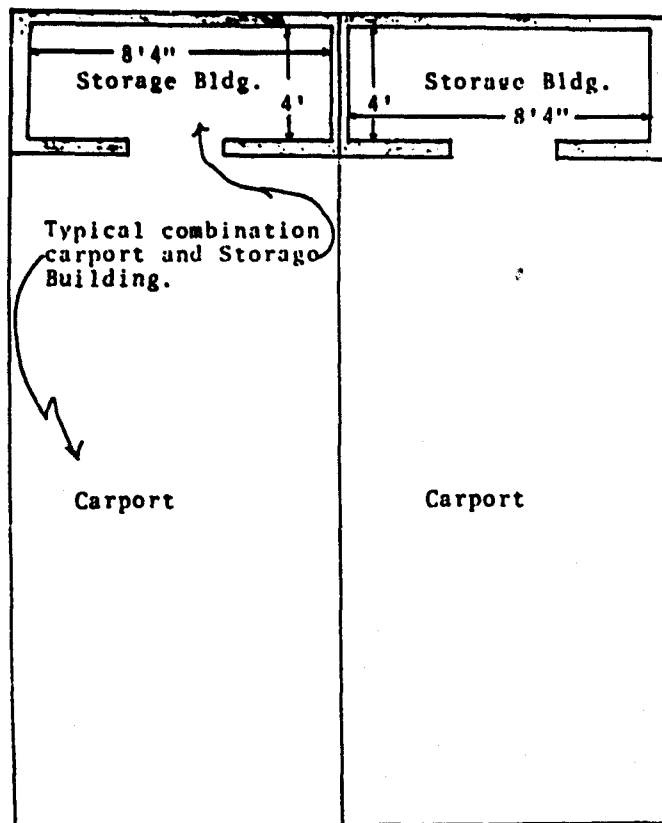 8'4"
Storage Bldg.
4'
Storage Bldg.
4'
8'4"
Typical combination
carport and Storage
Building.
Carport
Carport